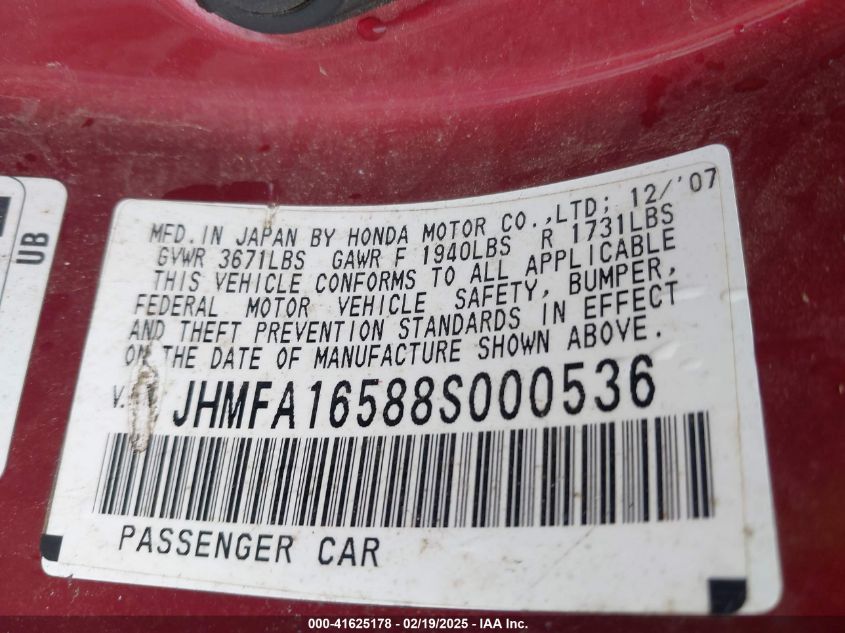 UB
MFD. IN JAPAN BY HONDA MOTOR CO.,LTD; 12/'07
GVWR 3671LBS GAWR F 1940LBS R 1731LBS
THIS VEHICLE CONFORMS TO ALL APPLICABLE
FEDERAL MOTOR VEHICLE SAFETY, BUMPER,
AND THEFT PREVENTION STANDARDS IN EFFECT
ON THE DATE OF MANUFACTURE SHOWN ABOVE.
V. JHMFA16588S000536
PASSENGER CAR
000-41625178 - 02/19/2025 - IAA Inc.